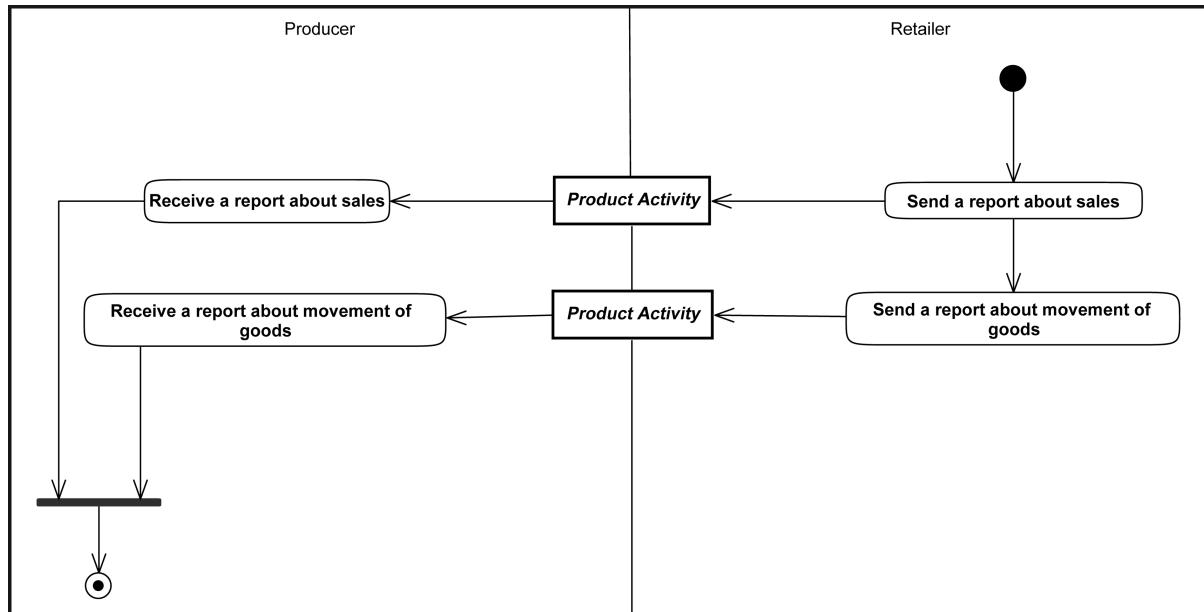 Producer
Retailer
Receive a report about sales
Product Activity
Send a report about sales
Receive a report about movement of
goods
Product Activity
Send a report about movement of
goods